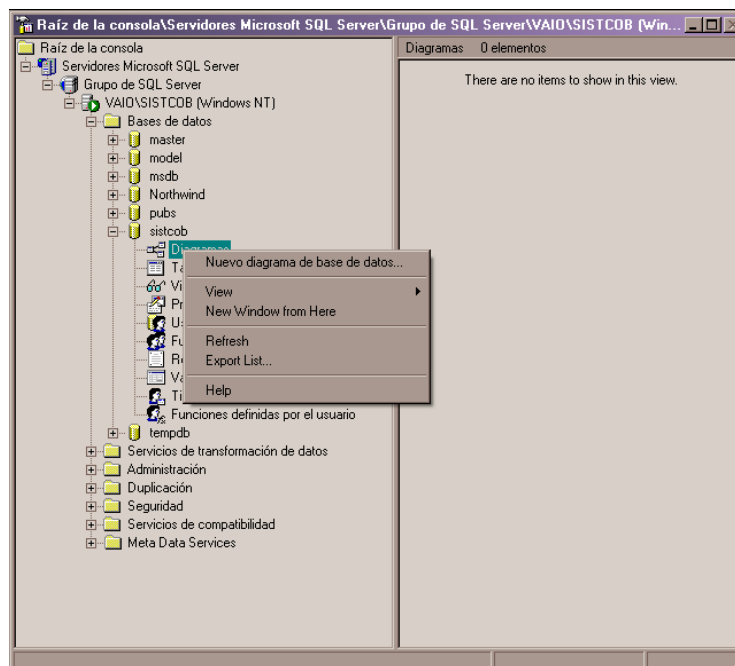 Raíz de la consola\Servidores Microsoft SQL Server\Grupo de SQL Server\VAIO\SISTCOB (Win...
Raíz de la consola
Servidores Microsoft SQL Server
Grupo de SQL Server
VAIO\SISTCOB (Windows NT)
Bases de datos
master
model
msdb
Northwind
pubs
sistcob
Diagramas
Funciones definidas por el usuario
tempdb
Servicios de transformación de datos
Administración
Duplicación
Seguridad
Servicios de compatibilidad
Meta Data Services
Nuevo diagrama de base de datos...
View
New Window from Here
Refresh
Export List...
Help
Diagramas 0 elementos
There are no items to show in this view.